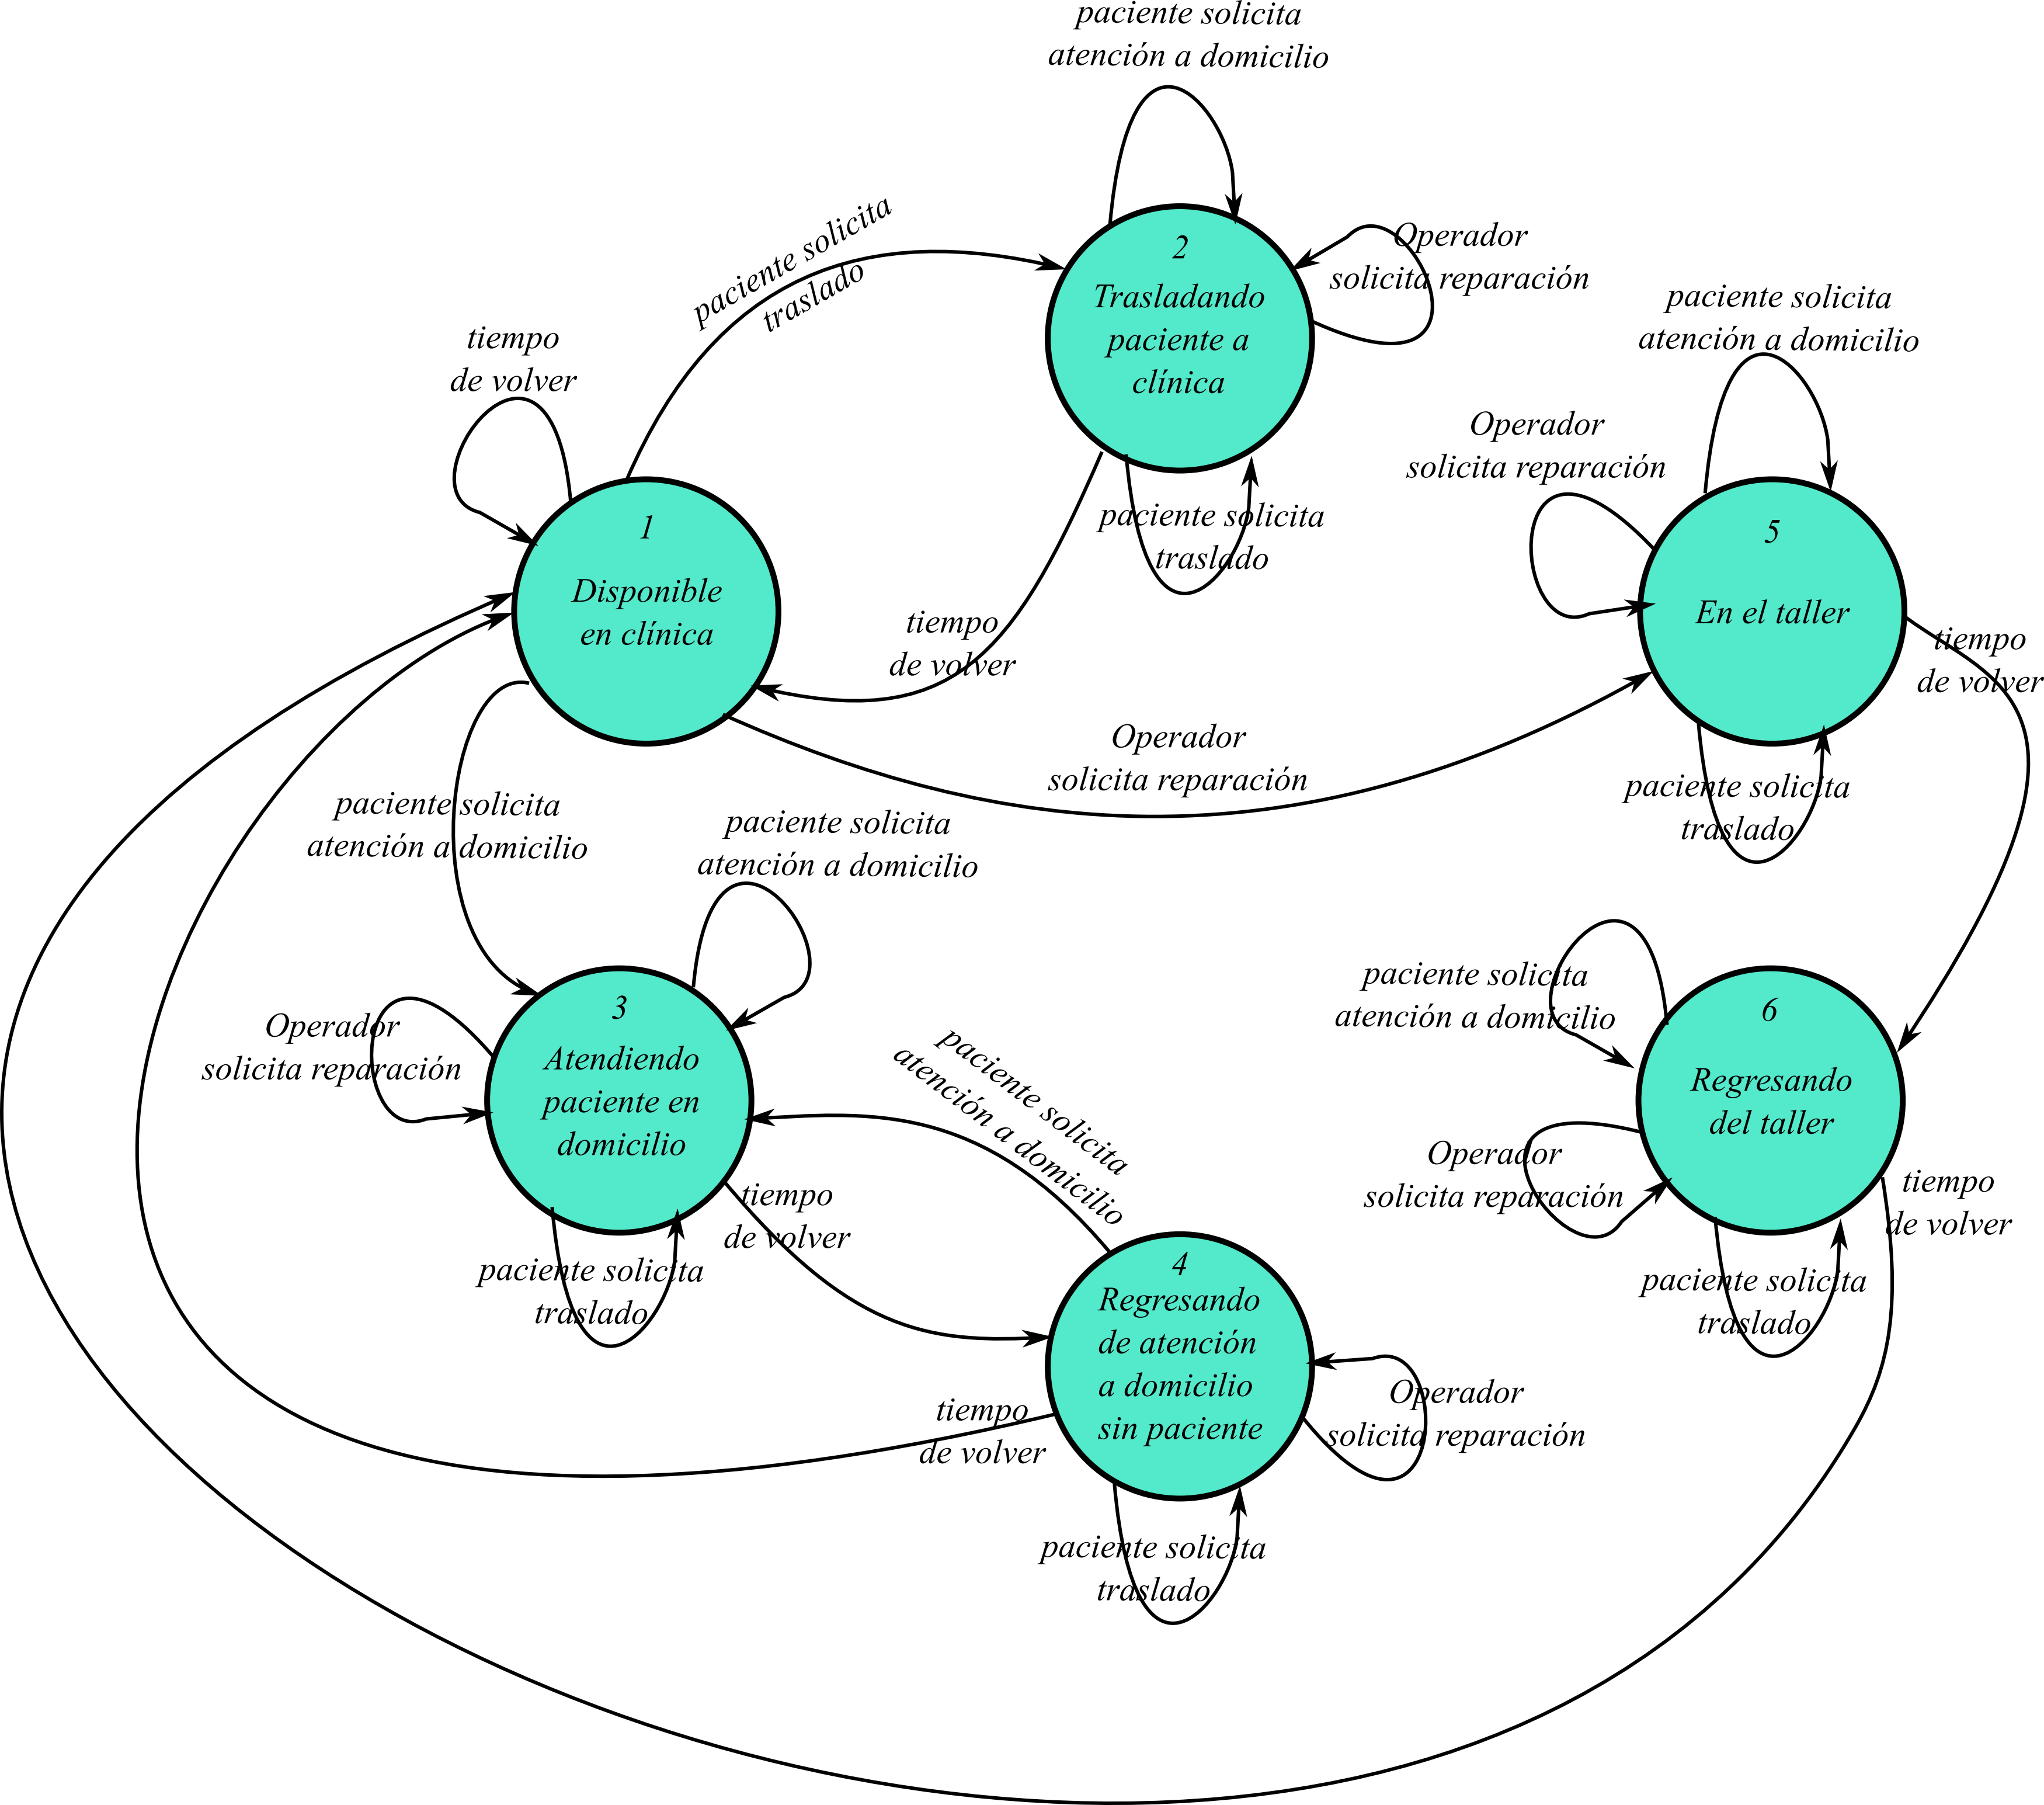 paciente solicita
atención a domicilio
2
Trasladando
paciente a
clínica
Operador
solicita reparación
paciente solicita
traslado
paciente solicita
traslado
tiempo
de volver
1
Disponible
en clínica
tiempo
de volver
Operador
solicita reparación
paciente solicita
atención a domicilio
Operador
solicita reparación
5
En el taller
tiempo
de volver
paciente solicita
traslado
paciente solicita
atención a domicilio
paciente solicita
atención a domicilio
3
Atendiendo
paciente en
domicilio
Operador
solicita reparación
paciente solicita
traslado
tiempo
de volver
paciente solicita
atención a domicilio
4
Regresando
de atención
a domicilio
sin paciente
tiempo
de volver
Operador
solicita reparación
paciente solicita
traslado
paciente solicita
atención a domicilio
6
Regresando
del taller
Operador
solicita reparación
tiempo
de volver
paciente solicita
traslado